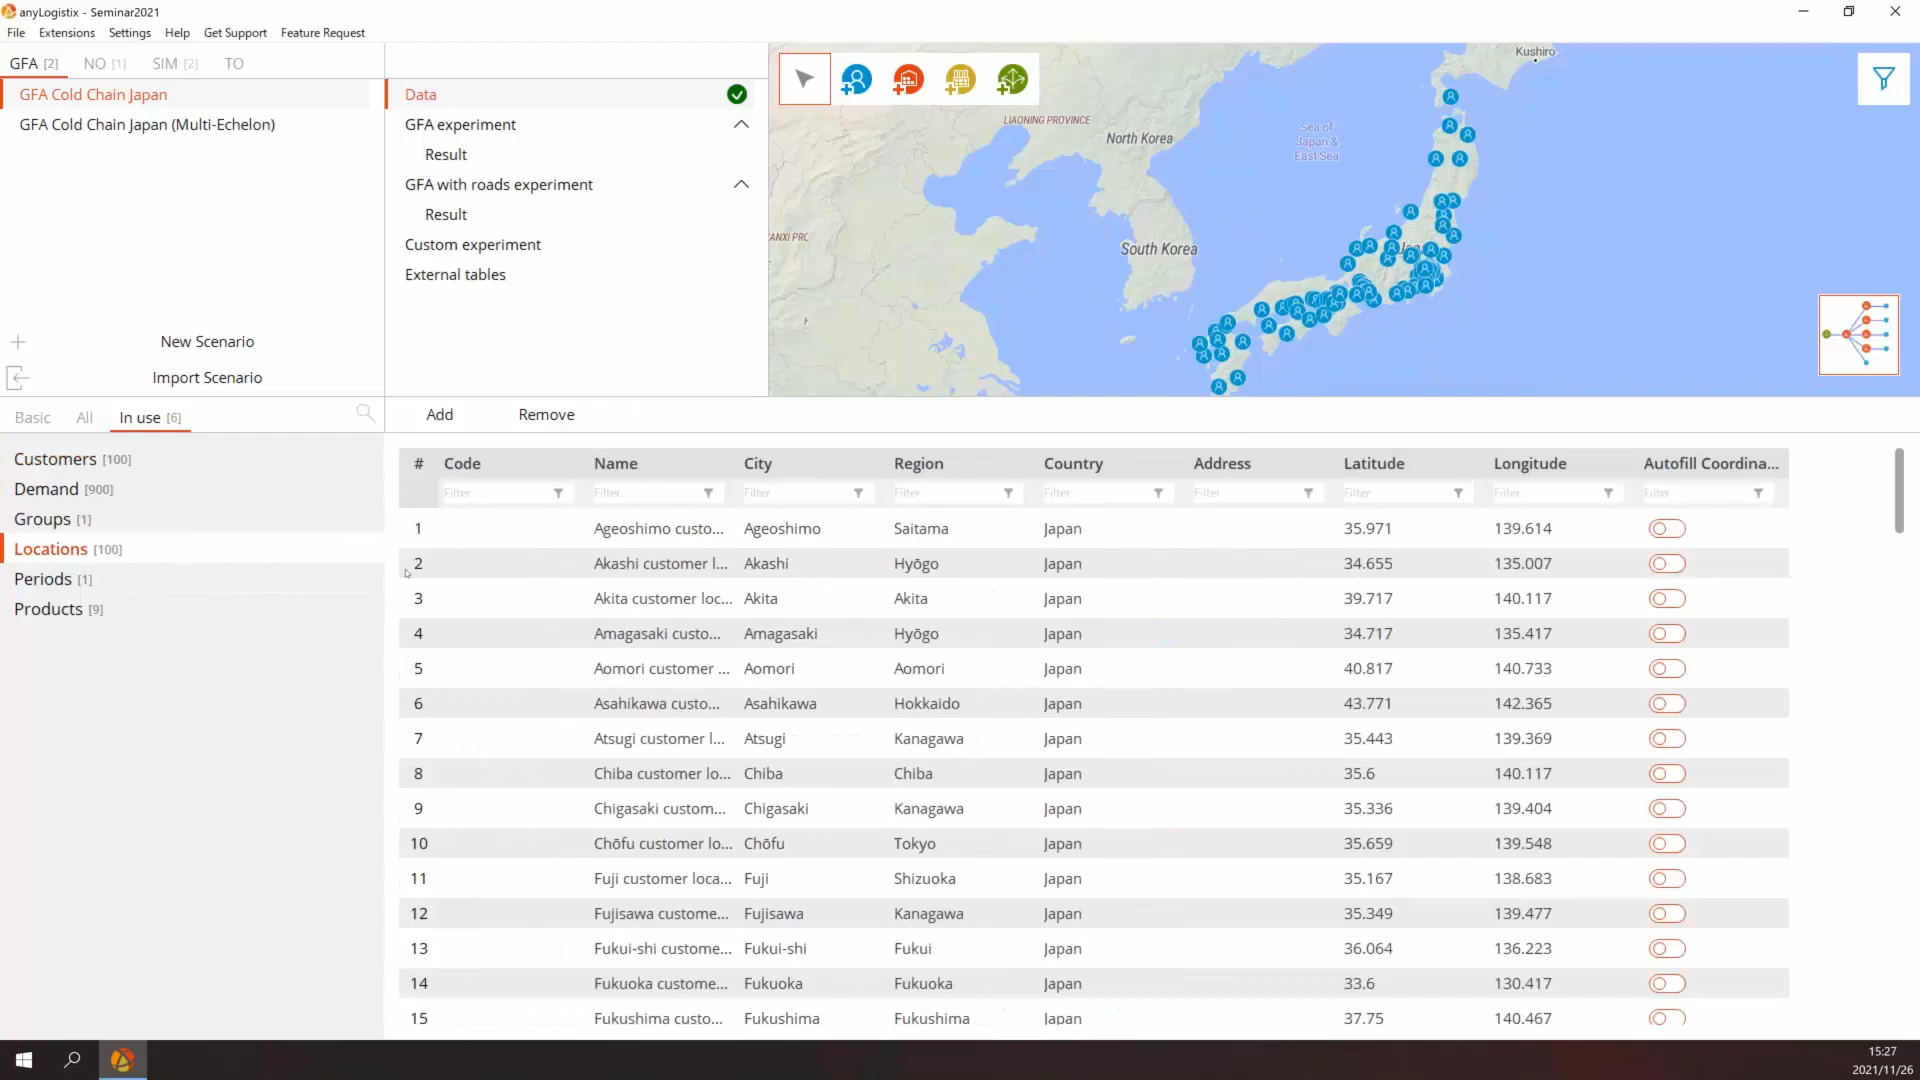 anyLogistix - Seminar2021
File Extensions Settings Help Get Support Feature Request
GFA [2] NO [1] SIM [2] TO
GFA Cold Chain Japan
GFA Cold Chain Japan (Multi-Echelon)
New Scenario
Import Scenario
Data
GFA experiment
Result
GFA with roads experiment
Result
Custom experiment
External tables
Kushiro
LIAONING PROVINCE
North Korea
Sea of
Japan &
East Sea
ANXI PRO
South Korea
Basic All In use [6]
Add Remove
Customers [100]
Demand [900]
Groups [1]
Locations [100]
Periods [1]
Products [9]
# Code Name City Region Country Address Latitude Longitude Autofill Coordina...
Filter Filter Filter Filter Filter Filter Filter Filter Filter
1 Ageoshimo custo... Ageoshimo Saitama Japan 35.971 139.614
2 Akashi customer l... Akashi Hyōgo Japan 34.655 135.007
3 Akita customer loc... Akita Akita Japan 39.717 140.117
4 Amagasaki custo... Amagasaki Hyōgo Japan 34.717 135.417
5 Aomori customer ... Aomori Aomori Japan 40.817 140.733
6 Asahikawa custo... Asahikawa Hokkaido Japan 43.771 142.365
7 Atsugi customer l... Atsugi Kanagawa Japan 35.443 139.369
8 Chiba customer lo... Chiba Chiba Japan 35.6 140.117
9 Chigasaki custom... Chigasaki Kanagawa Japan 35.336 139.404
10 Chōfu customer lo... Chōfu Tokyo Japan 35.659 139.548
11 Fuji customer loca... Fuji Shizuoka Japan 35.167 138.683
12 Fujisawa custome... Fujisawa Kanagawa Japan 35.349 139.477
13 Fukui-shi custome... Fukui-shi Fukui Japan 36.064 136.223
14 Fukuoka custome... Fukuoka Fukuoka Japan 33.6 130.417
15 Fukushima custo... Fukushima Fukushima Japan 37.75 140.467
15:27
2021/11/26